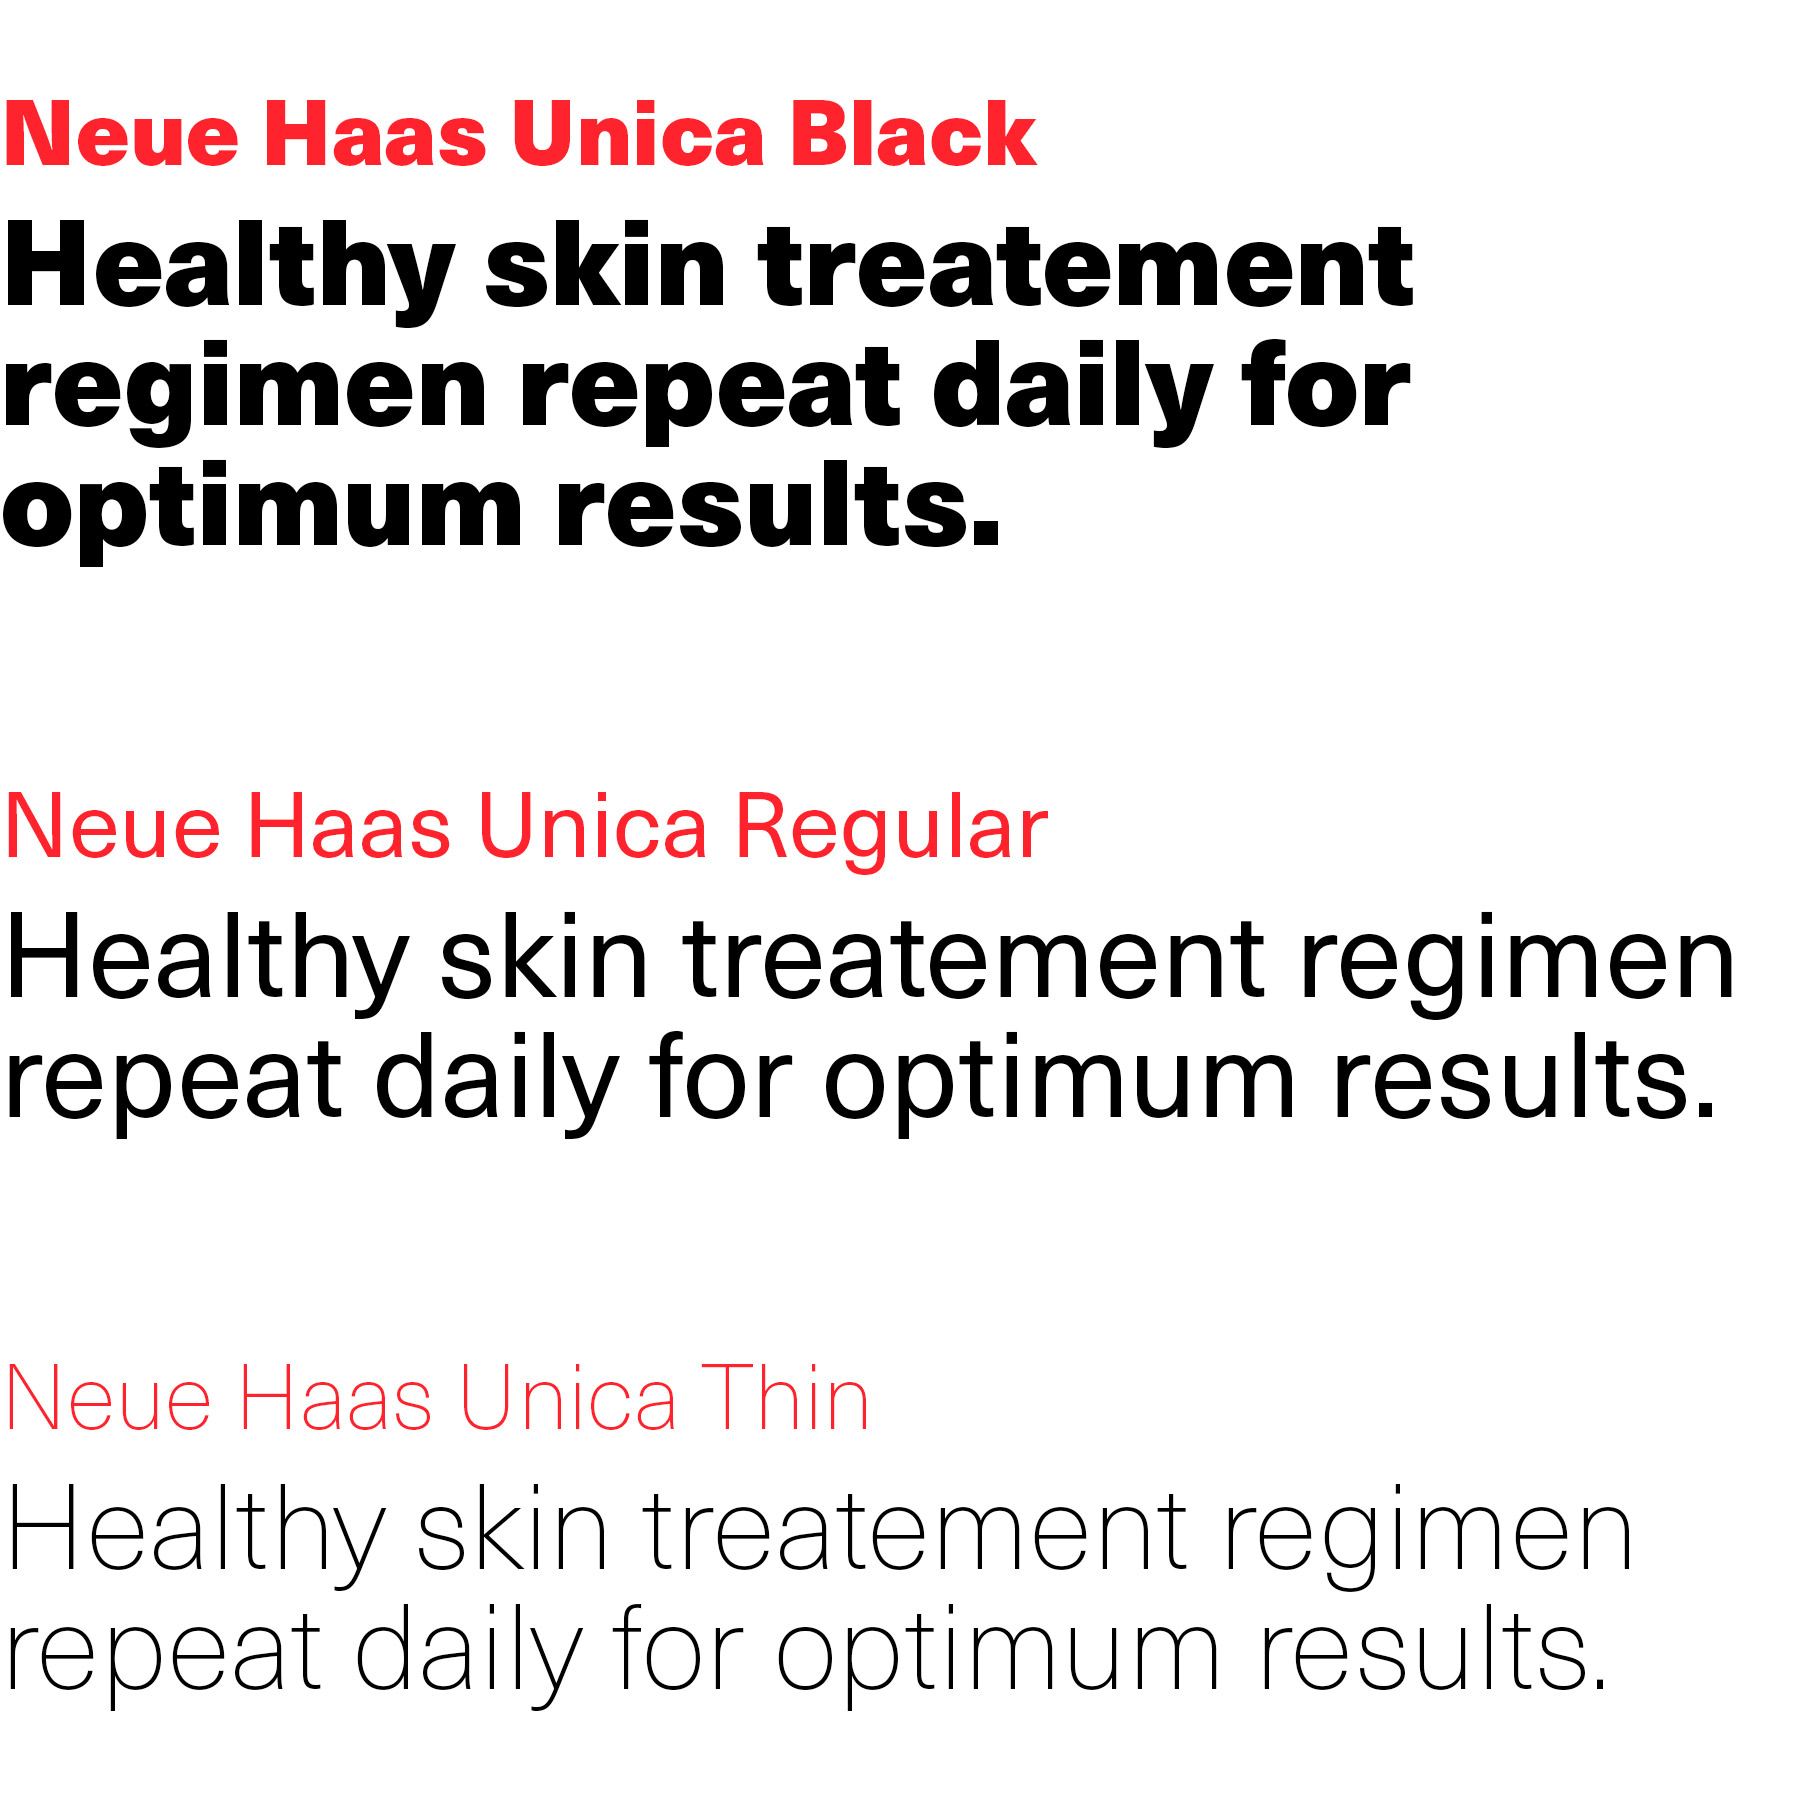 Neue Haas Unica Black
Healthy skin treatement
regimen repeat daily for
optimum results.
Neue Haas Unica Regular
Healthy skin treatement regimen
repeat daily for optimum results.
Neue Haas Unica Thin
Healthy skin treatement regimen
repeat daily for optimum results.